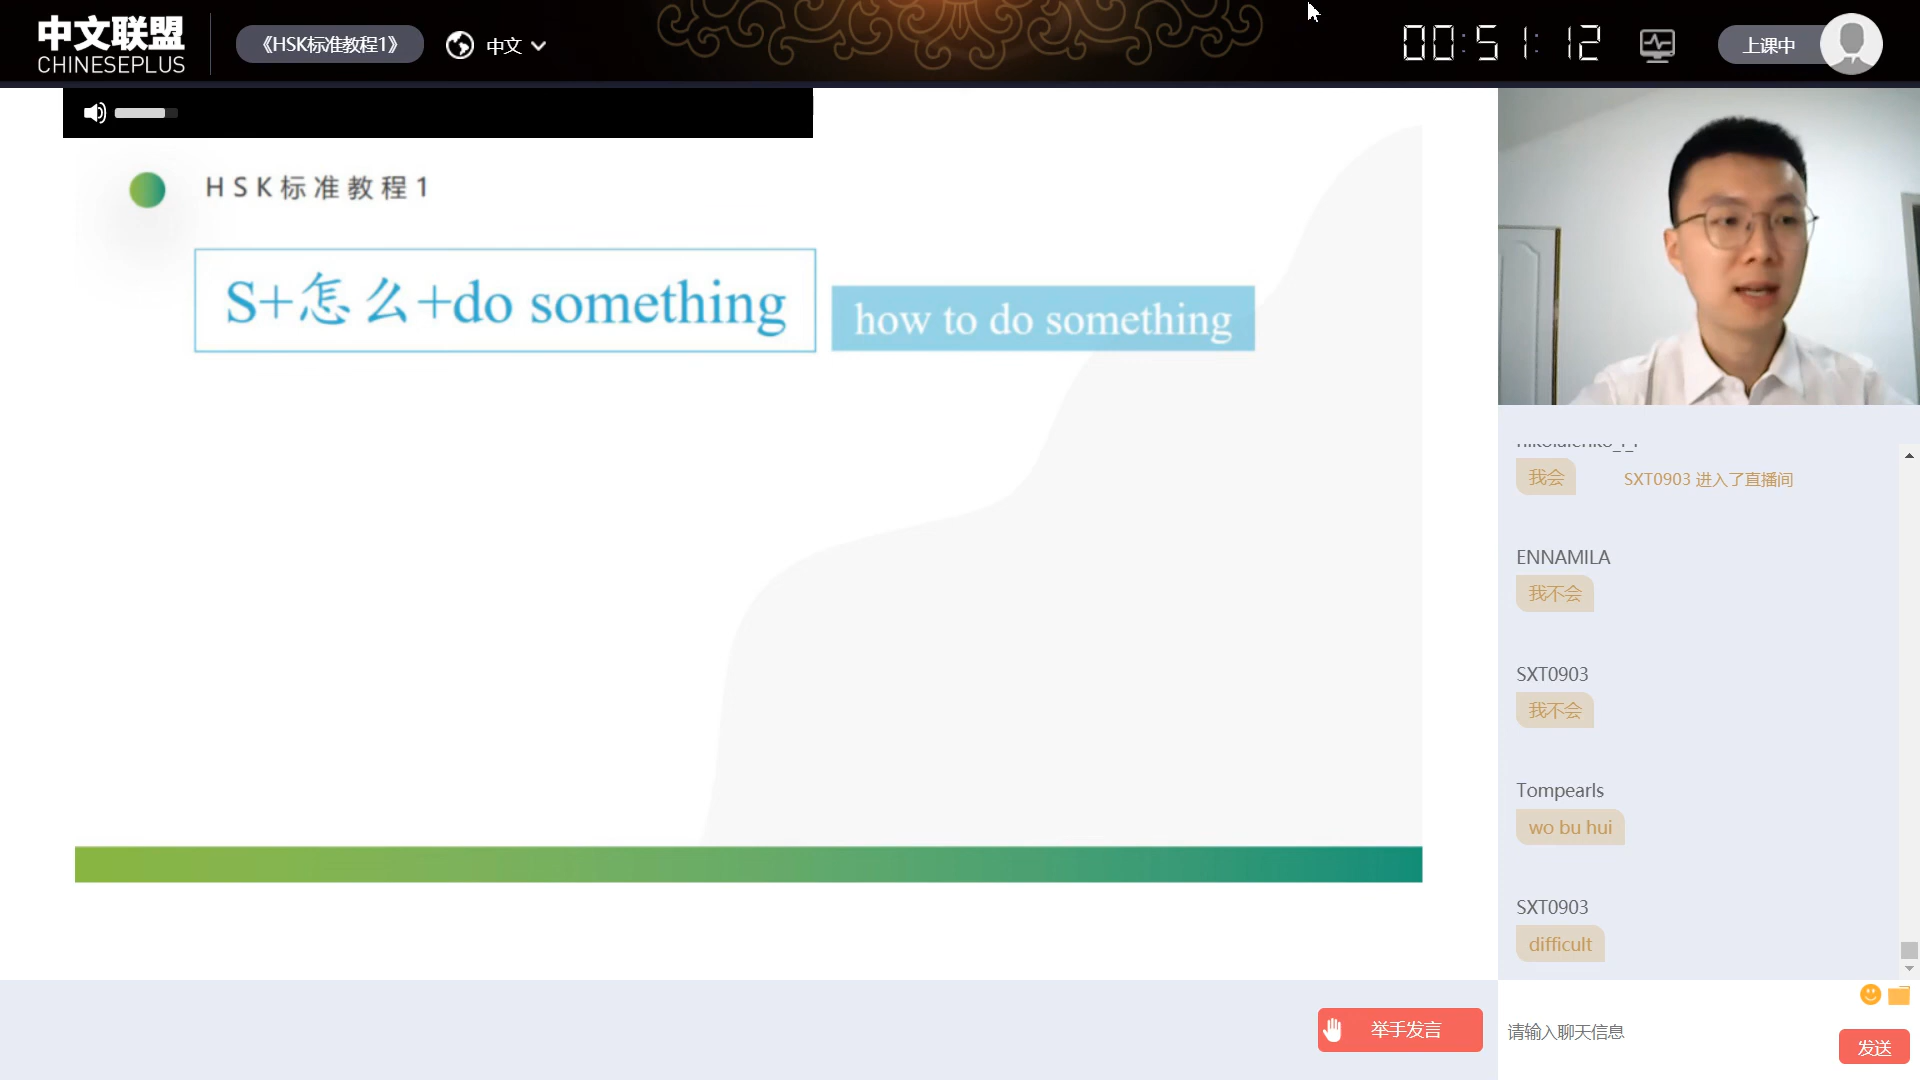 中文联盟
CHINESEPLUS
《HSK标准教程1》
中文
00:51:12
上课中
HSK标准教程1
S+怎么+do something
how to do something
我会
SXT0903 进入了直播间
ENNAMILA
我不会
SXT0903
我不会
Tompearls
wo bu hui
SXT0903
difficult
举手发言
请输入聊天信息
发送